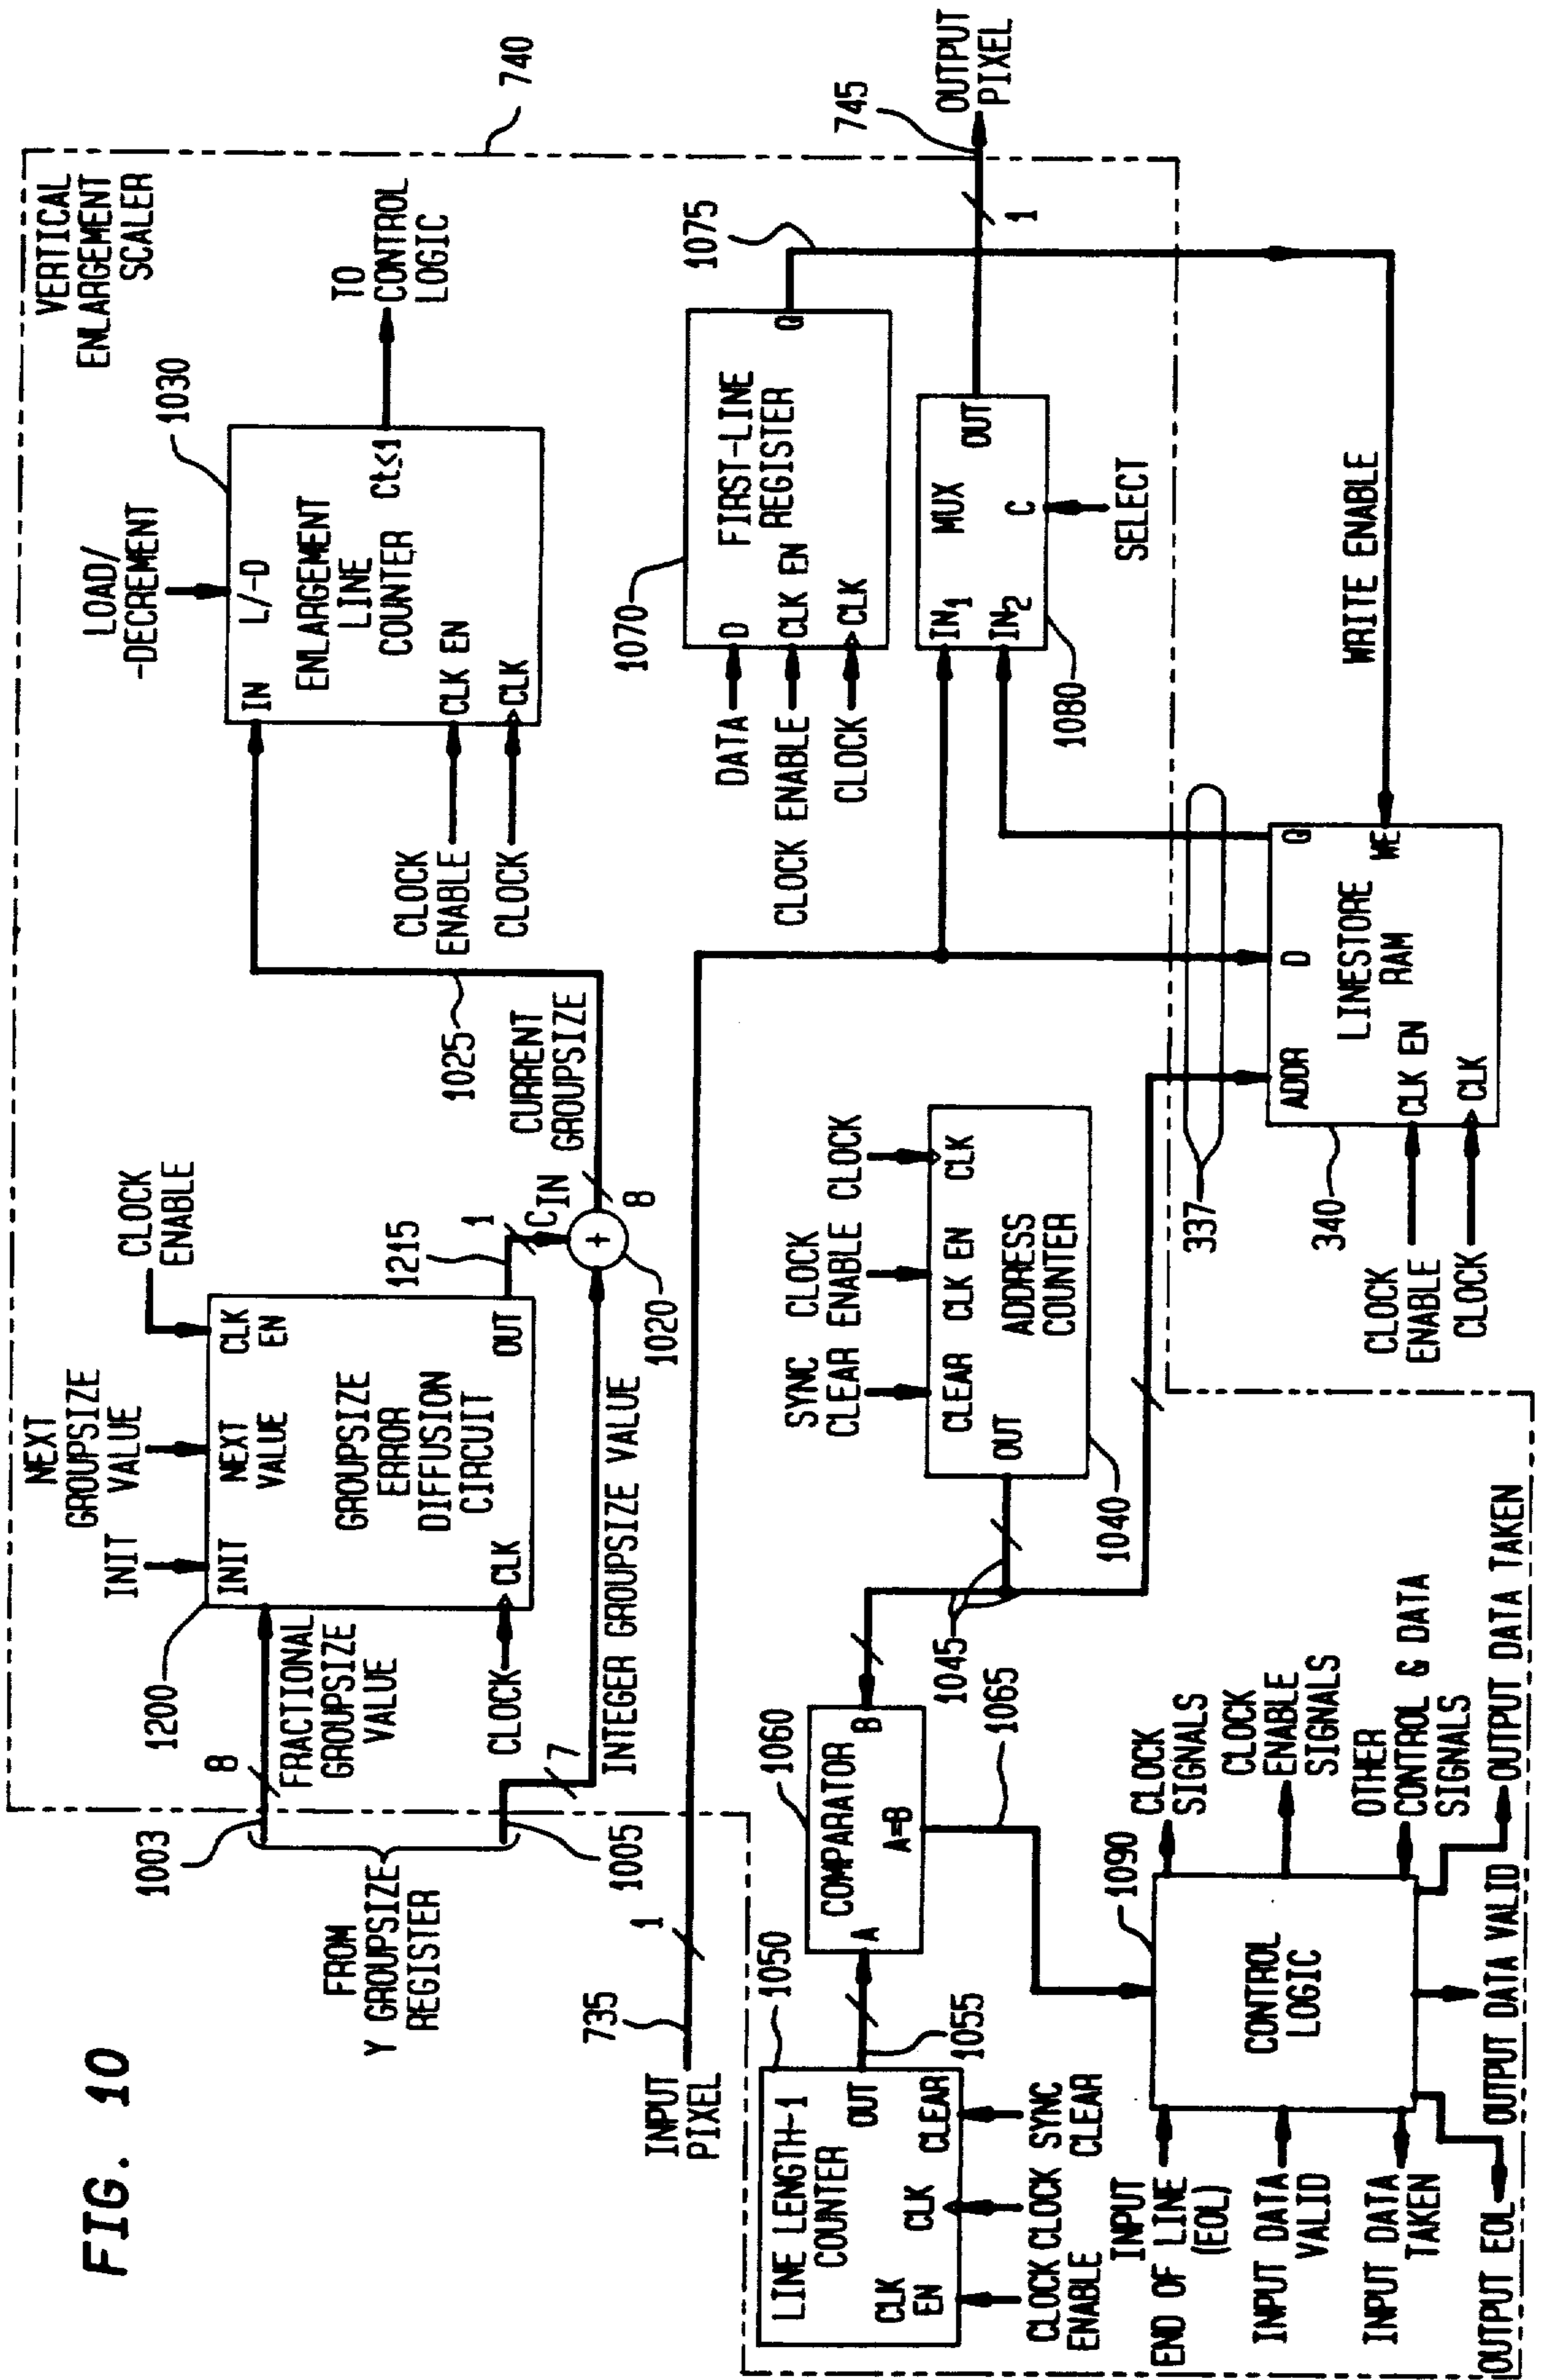 FIG. 10
VERTICAL
ENLARGEMENT
SCALER
740
FROM
Y GROUPSIZE
REGISTER
1003
1005
8
FRACTIONAL
GROUPSIZE
VALUE
7
INTEGER GROUPSIZE VALUE
1200
INIT
NEXT
GROUPSIZE
VALUE
CLOCK
ENABLE
INIT
NEXT
VALUE
CLK
EN
GROUPSIZE
ERROR
DIFFUSION
CIRCUIT
CLK
OUT
CLOCK
1215
1
CIN
1020
+
8
CURRENT
GROUPSIZE
1025
LOAD/
-DECREMENT
1030
IN
L/-D
ENLARGEMENT
LINE
COUNTER
Ct≤1
CLK EN
CLK
CLOCK
ENABLE
CLOCK
TO
CONTROL
LOGIC
INPUT
PIXEL
735
1
1070
DATA
CLOCK ENABLE
CLOCK
D
CLK EN
CLK
FIRST-LINE
REGISTER
Q
1075
IN1
IN2
MUX
OUT
C
1080
SELECT
1
745
OUTPUT
PIXEL
LINE LENGTH-1
COUNTER
OUT
CLK
EN
CLK
CLEAR
1050
CLOCK
ENABLE
CLOCK
SYNC
CLEAR
1055
1060
COMPARATOR
A
B
A=B
1065
1045
SYNC
CLEAR
CLOCK
ENABLE
CLOCK
CLEAR
CLK EN
CLK
OUT
ADDRESS
COUNTER
1040
337
340
ADDR
D
Q
LINESTORE
RAM
CLK EN
CLK
WE
CLOCK
ENABLE
CLOCK
WRITE ENABLE
1090
CONTROL
LOGIC
INPUT
END OF LINE
(EOL)
INPUT DATA
VALID
INPUT DATA
TAKEN
CLOCK
SIGNALS
CLOCK
ENABLE
SIGNALS
OTHER
CONTROL & DATA
SIGNALS
OUTPUT DATA TAKEN
OUTPUT DATA VALID
OUTPUT EOL